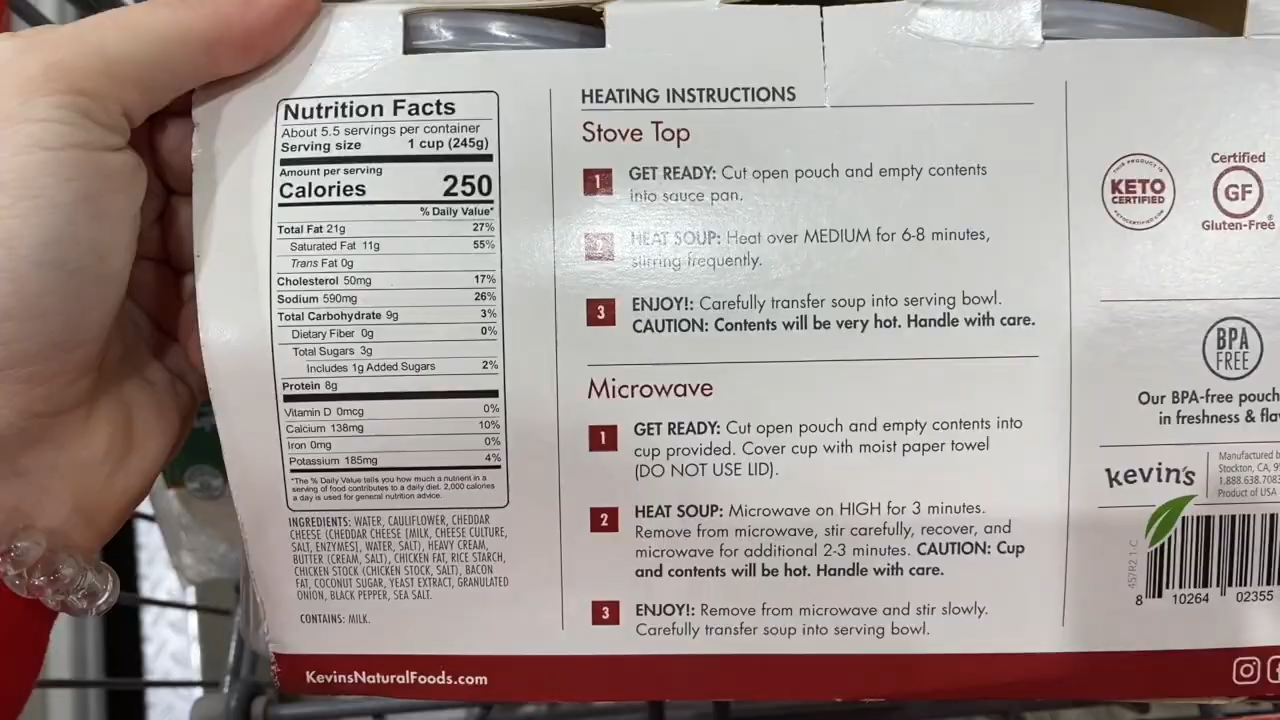 Nutrition Facts
About 5.5 servings per container
Serving size 1 cup (245g)
Amount per serving
Calories 250
% Daily Value*
Total Fat 21g 27%
Saturated Fat 11g 55%
Trans Fat 0g
Cholesterol 50mg 17%
Sodium 590mg 26%
Total Carbohydrate 9g 3%
Dietary Fiber 0g 0%
Total Sugars 3g
Includes 1g Added Sugars 2%
Protein 8g
Vitamin D 0mcg 0%
Calcium 138mg 10%
Iron 0mg 0%
Potassium 185mg 4%
*The % Daily Value tells you how much a nutrient in a
serving of food contributes to a daily diet. 2,000 calories
a day is used for general nutrition advice.
INGREDIENTS: WATER, CAULIFLOWER, CHEDDAR
CHEESE (CHEDDAR CHEESE [MILK, CHEESE CULTURE,
SALT, ENZYMES], WATER, SALT), HEAVY CREAM,
BUTTER (CREAM, SALT), CHICKEN FAT, RICE STARCH,
CHICKEN STOCK (CHICKEN STOCK, SALT), BACON
FAT, COCONUT SUGAR, YEAST EXTRACT, GRANULATED
ONION, BLACK PEPPER, SEA SALT.
CONTAINS: MILK.
KevinsNaturalFoods.com
HEATING INSTRUCTIONS
Stove Top
1 GET READY: Cut open pouch and empty contents
into sauce pan.
2 HEAT SOUP: Heat over MEDIUM for 6-8 minutes,
stirring frequently.
3 ENJOY!: Carefully transfer soup into serving bowl.
CAUTION: Contents will be very hot. Handle with care.
Microwave
1 GET READY: Cut open pouch and empty contents into
cup provided. Cover cup with moist paper towel
(DO NOT USE LID).
2 HEAT SOUP: Microwave on HIGH for 3 minutes.
Remove from microwave, stir carefully, recover, and
microwave for additional 2-3 minutes. CAUTION: Cup
and contents will be hot. Handle with care.
3 ENJOY!: Remove from microwave and stir slowly.
Carefully transfer soup into serving bowl.
THIS PRODUCT IS
KETO
CERTIFIED
KETOCERTIFIED.COM
Certified
GF
Gluten-Free®
BPA
FREE
Our BPA-free pouch
in freshness & fla
kevin's
Manufactured b
Stockton, CA, 9
1.888.638.708
Product of USA
457R2.1.C
8 10264 02355